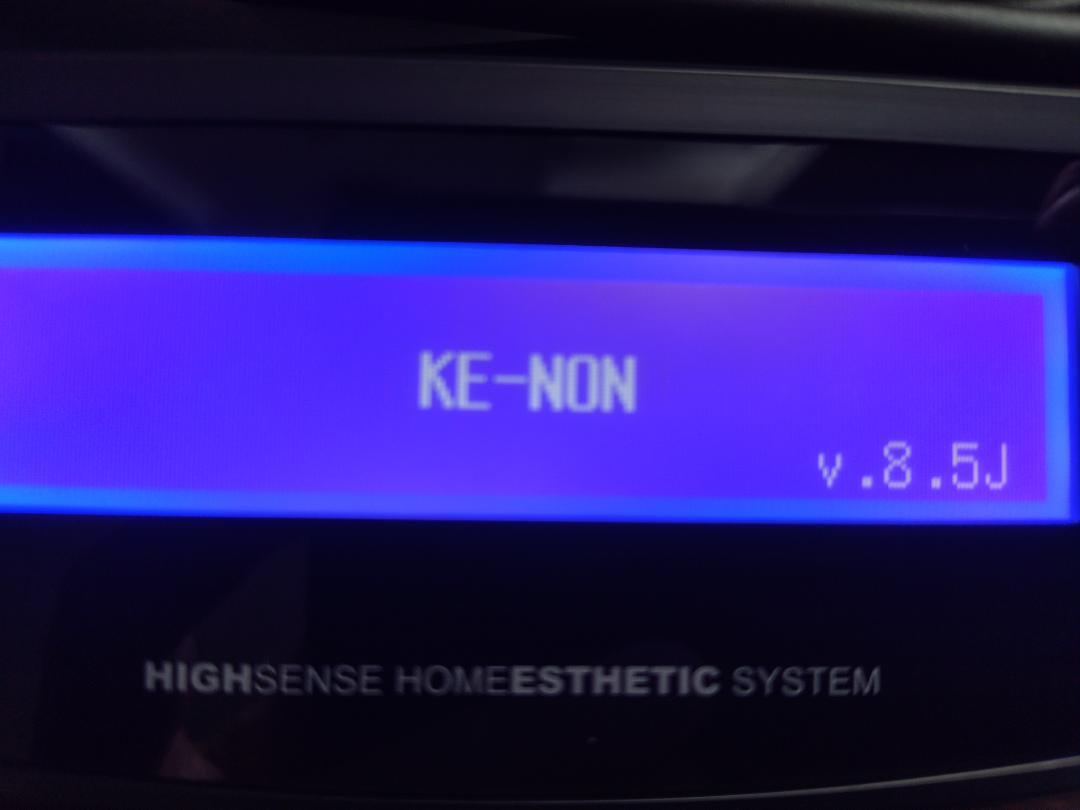 KE-NON
v.8.5J
HIGHSENSE HOMEESTHETIC SYSTEM